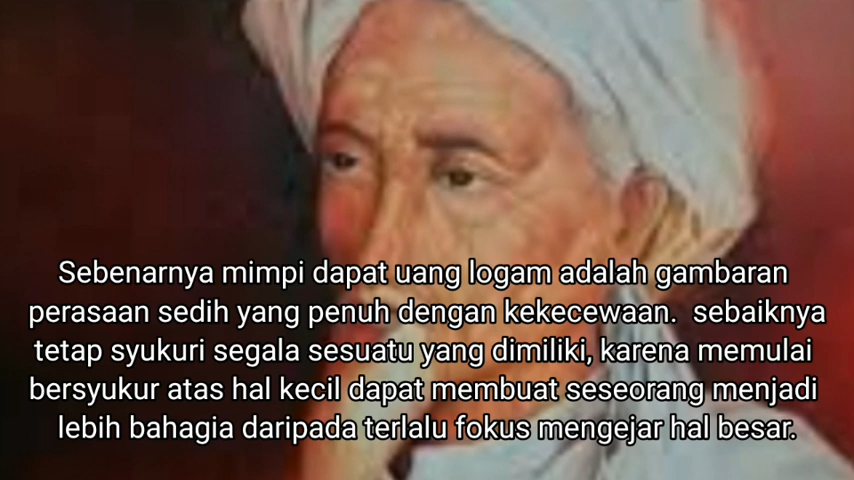 Sebenarnya mimpi dapat uang logam adalah gambaran
perasaan sedih yang penuh dengan kekecewaan.  sebaiknya
tetap syukuri segala sesuatu yang dimiliki, karena memulai
bersyukur atas hal kecil dapat membuat seseorang menjadi
lebih bahagia daripada terlalu fokus mengejar hal besar.